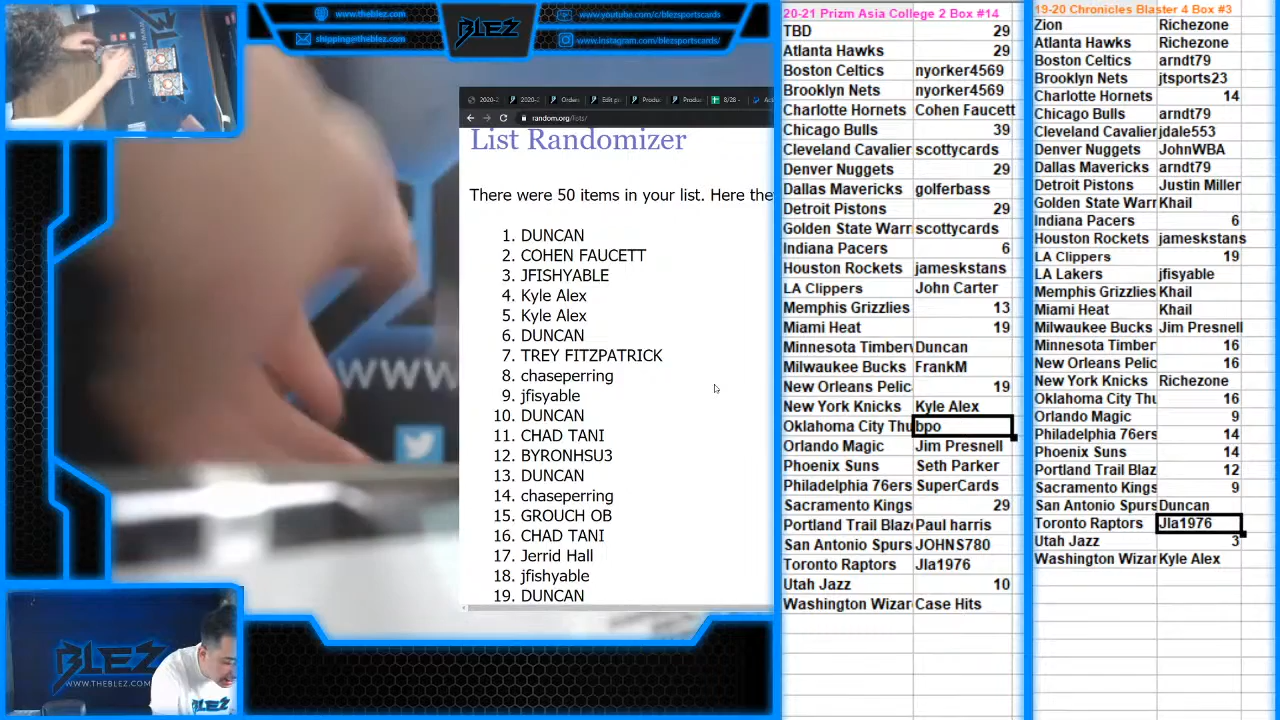 www.theblez.com
shipping@theblez.com
BLEZ
www.youtube.com/c/blezsportscards
www.instagram.com/blezsportscards/
random.org/lists/
List Randomizer
There were 50 items in your list. Here the
1. DUNCAN
2. COHEN FAUCETT
3. JFISHYABLE
4. Kyle Alex
5. Kyle Alex
6. DUNCAN
7. TREY FITZPATRICK
8. chaseperring
9. jfisyable
10. DUNCAN
11. CHAD TANI
12. BYRONHSU3
13. DUNCAN
14. chaseperring
15. GROUCH OB
16. CHAD TANI
17. Jerrid Hall
18. jfishyable
19. DUNCAN
www
BLEZ
WWW.THEBLEZ.COM
BLEZ
20-21 Prizm Asia College 2 Box #14
TBD 29
Atlanta Hawks 29
Boston Celtics nyorker4569
Brooklyn Nets nyorker4569
Charlotte Hornets Cohen Faucett
Chicago Bulls 39
Cleveland Cavalier scottycards
Denver Nuggets 29
Dallas Mavericks golferbass
Detroit Pistons 29
Golden State Warr scottycards
Indiana Pacers 6
Houston Rockets jameskstans
LA Clippers John Carter
Memphis Grizzlies 13
Miami Heat 19
Minnesota Timberv Duncan
Milwaukee Bucks FrankM
New Orleans Pelic 19
New York Knicks Kyle Alex
Oklahoma City Thu bpo
Orlando Magic Jim Presnell
Phoenix Suns Seth Parker
Philadelphia 76ers SuperCards
Sacramento Kings 29
Portland Trail Blaze Paul harris
San Antonio Spurs JOHNS780
Toronto Raptors Jla1976
Utah Jazz 10
Washington Wizar Case Hits
19-20 Chronicles Blaster 4 Box #3
Zion Richezone
Atlanta Hawks Richezone
Boston Celtics arndt79
Brooklyn Nets jtsports23
Charlotte Hornets 14
Chicago Bulls arndt79
Cleveland Cavalier jdale553
Denver Nuggets JohnWBA
Dallas Mavericks arndt79
Detroit Pistons Justin Miller
Golden State Warr Khail
Indiana Pacers 6
Houston Rockets jameskstans
LA Clippers 19
LA Lakers jfisyable
Memphis Grizzlies Khail
Miami Heat Khail
Milwaukee Bucks Jim Presnell
Minnesota Timber 16
New Orleans Pelic 16
New York Knicks Richezone
Oklahoma City Thu 16
Orlando Magic 9
Philadelphia 76ers 14
Phoenix Suns 14
Portland Trail Blaz 12
Sacramento Kings 9
San Antonio Spurs Duncan
Toronto Raptors Jla1976
Utah Jazz 3
Washington Wizar Kyle Alex